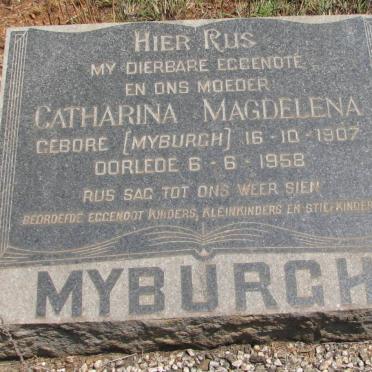 HIER RUS
MY DIERBARE EGGENOTE
EN ONS MOEDER
CATHARINA MAGDELENA
GEBORE [MYBURGH] 16-10-1907
OORLEDE 6-6-1958
RUS SAG TOT ONS WEER SIEN
BEDROEFDE EGGENOOT KINDERS, KLEINKINDERS EN STIEFKINDERS
MYBURGH